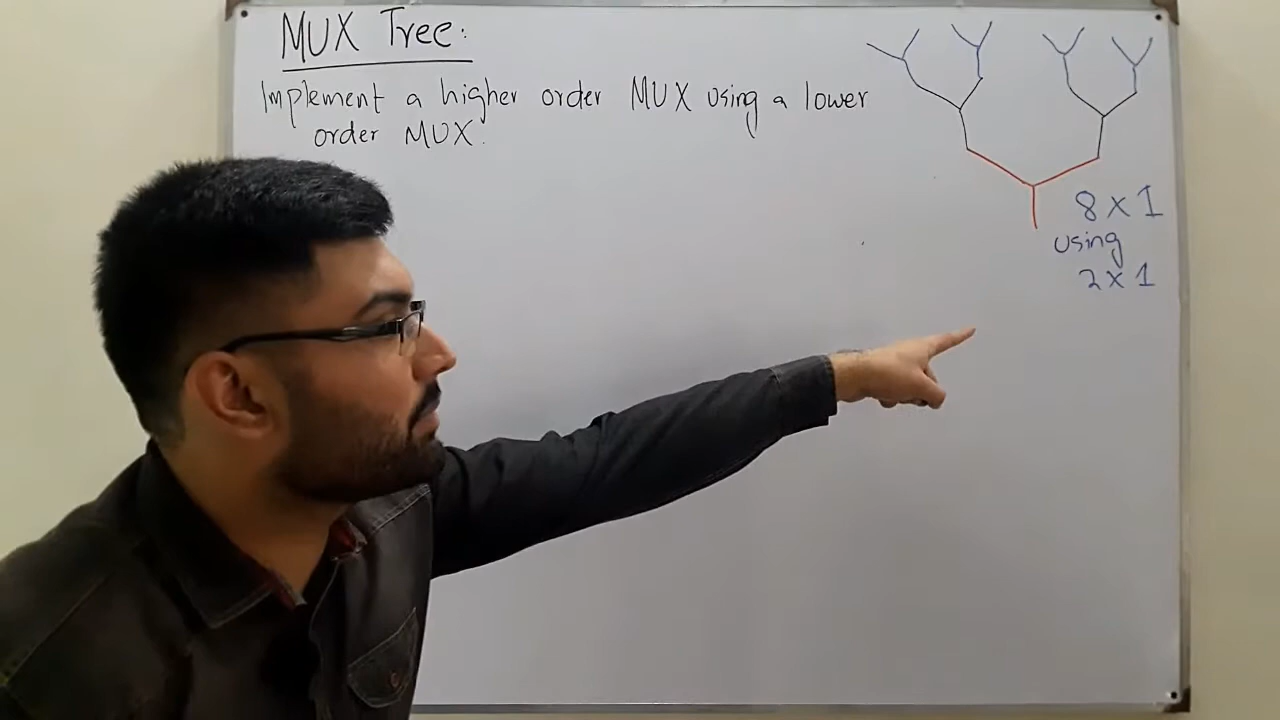 MUX Tree:
Implement a higher order MUX using a lower
order MUX.
8 x 1
using
2 x 1